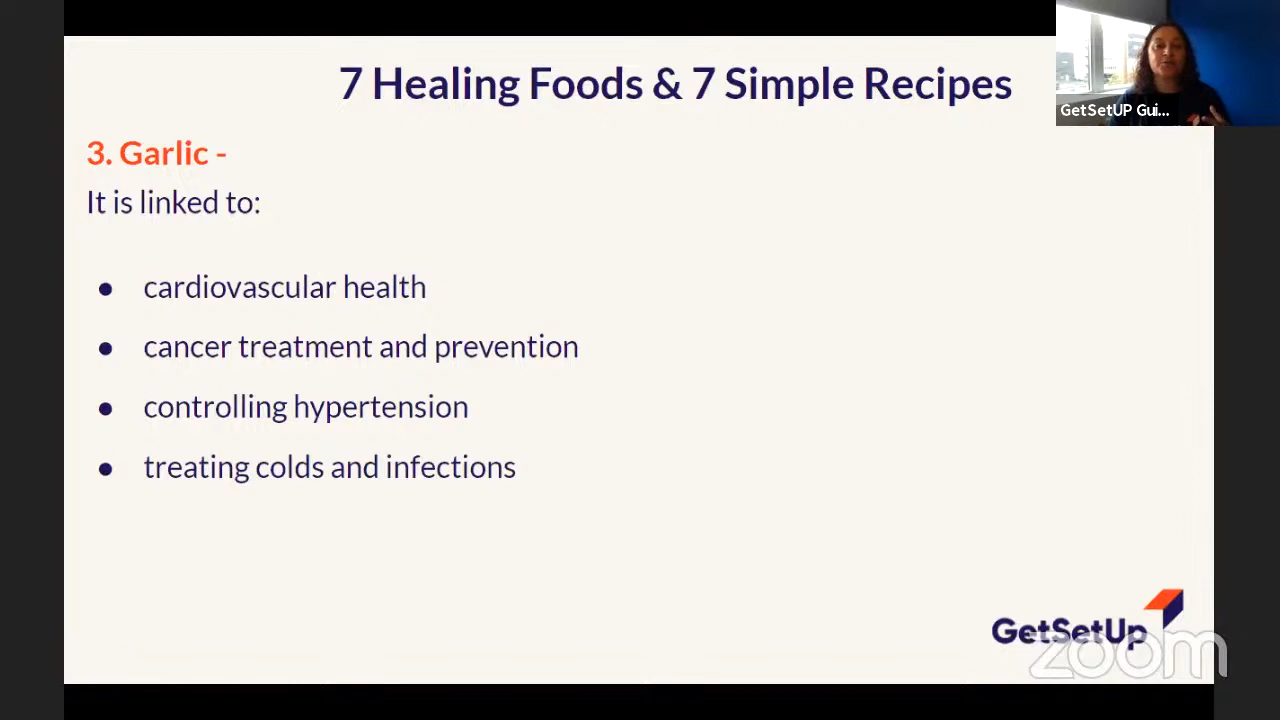 7 Healing Foods & 7 Simple Recipes
GetSetUP Gui...
3. Garlic -
It is linked to:
● cardiovascular health
● cancer treatment and prevention
● controlling hypertension
● treating colds and infections
GetSetUp
zoom